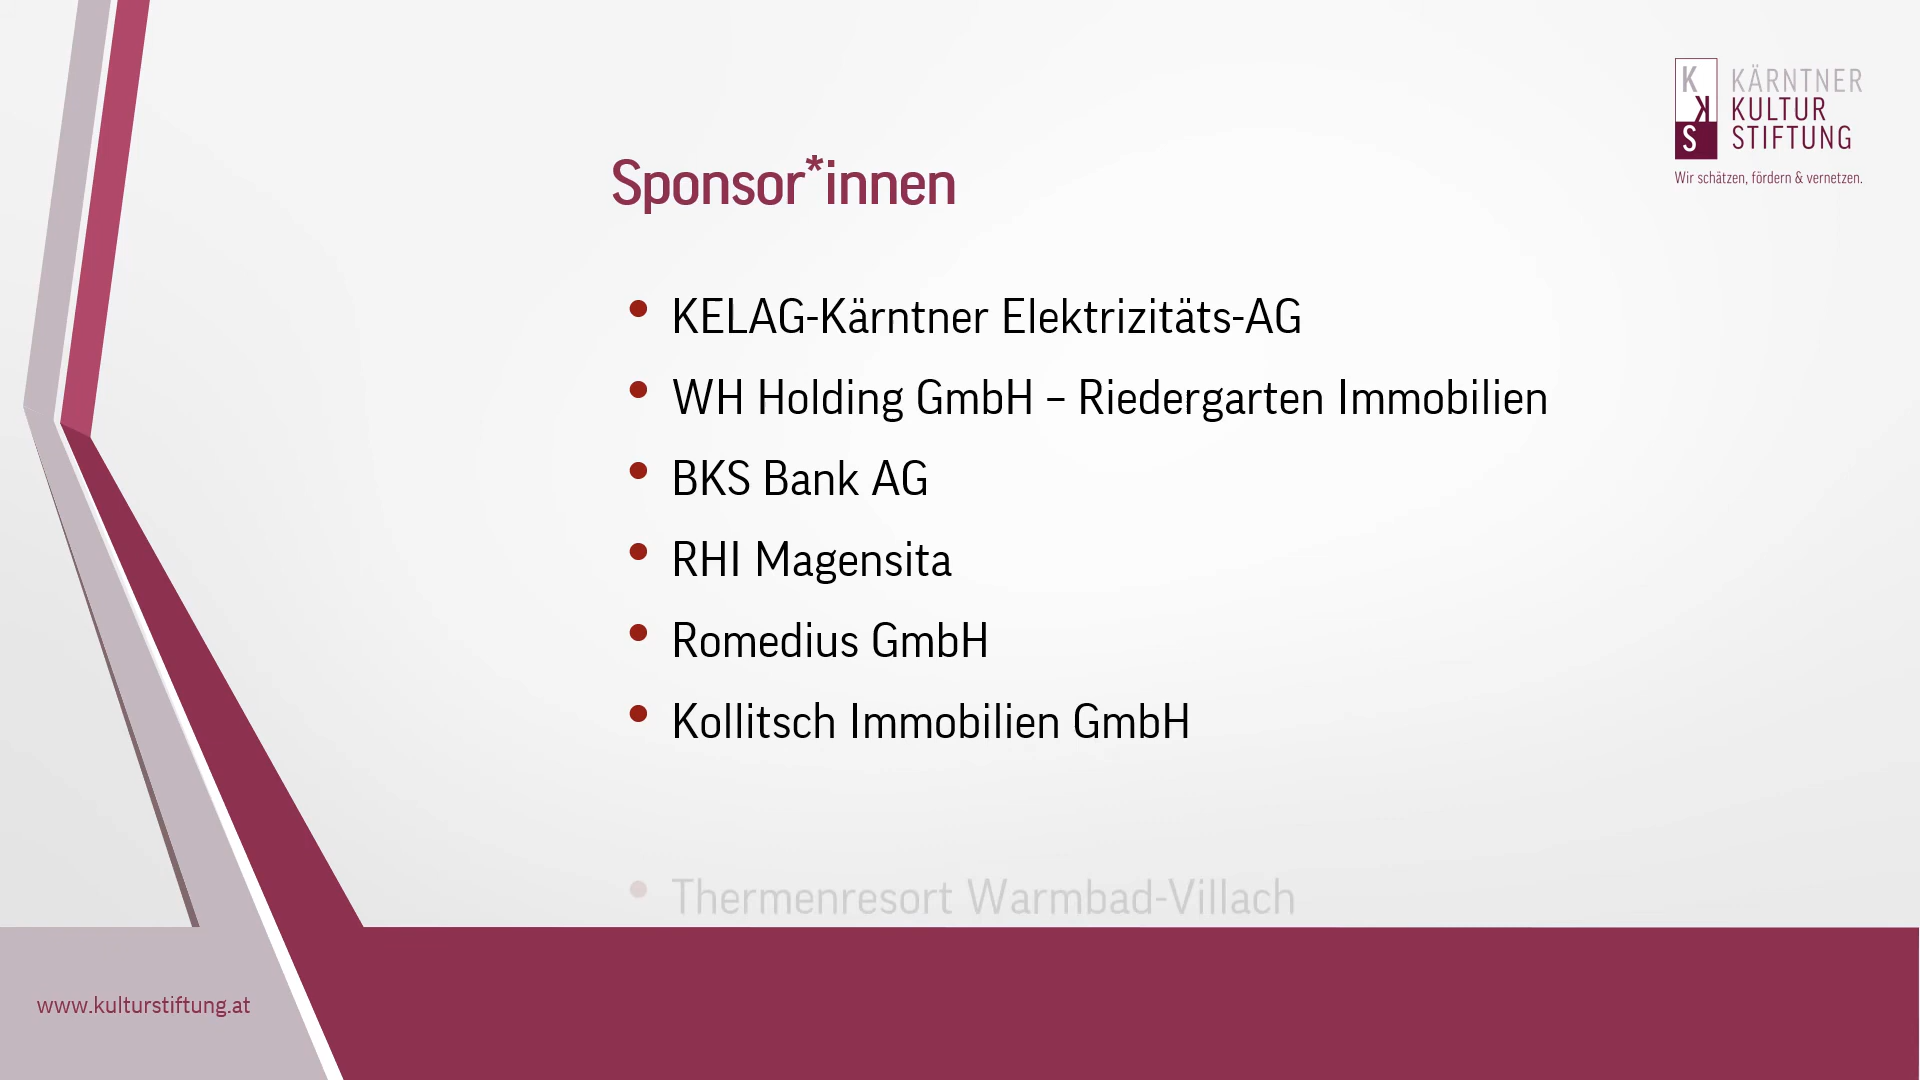 K
K
S
KÄRNTNER
KULTUR
STIFTUNG
Wir schätzen, fördern & vernetzen.
Sponsor*innen
• KELAG-Kärntner Elektrizitäts-AG
• WH Holding GmbH – Riedergarten Immobilien
• BKS Bank AG
• RHI Magensita
• Romedius GmbH
• Kollitsch Immobilien GmbH
• Thermenresort Warmbad-Villach
www.kulturstiftung.at